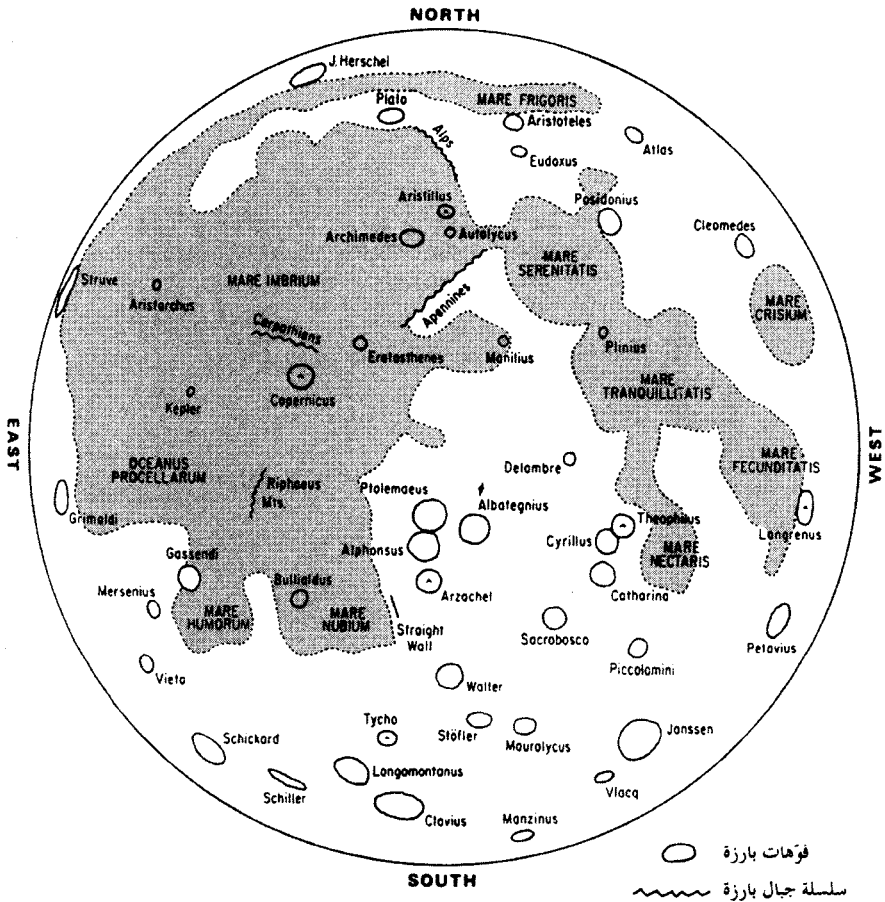 NORTH
J. Herschel
Plato
MARE FRIGORIS
Aristoteles
Alps
Atlas
Eudoxus
Aristillus
Posidonius
Archimedes
Autolycus
Cleomedes
MARE
SERENITATIS
Struve
MARE IMBRIUM
Aristarchus
Apennines
MARE
CRISIUM
Carpathians
Eratosthenes
Manilius
Plinius
Copernicus
MARE
TRANQUILLITATIS
Kepler
EAST
WEST
OCEANUS
PROCELLARUM
Riphaeus
Mts.
Delambre
MARE
FECUNDITATIS
Ptolemaeus
Albategnius
Grimaldi
Theophilus
Langrenus
Alphonsus
Cyrillus
MARE
NECTARIS
Gassendi
Bullialdus
Mersenius
Arzachel
Catharina
MARE
HUMORUM
MARE
NUBIUM
Straight
Wall
Sacrobosco
Petavius
Piccolomini
Vieta
Walter
Tycho
Stöfler
Maurolycus
Janssen
Schickard
Longomontanus
Schiller
Vlacq
Clavius
Manzinus
SOUTH
فوّهات بارزة
سلسلة جبال بارزة